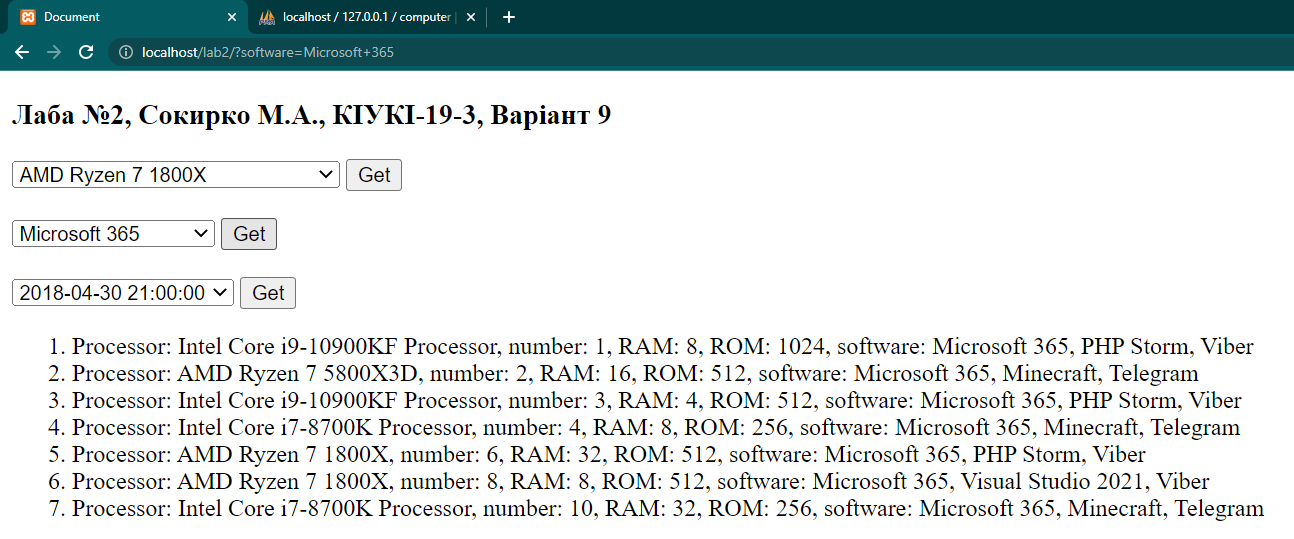 Document
localhost / 127.0.0.1 / computer
localhost/lab2/?software=Microsoft+365
Лаба №2, Сокирко М.А., КІУКІ-19-3, Варіант 9
AMD Ryzen 7 1800X Get
Microsoft 365 Get
2018-04-30 21:00:00 Get
1. Processor: Intel Core i9-10900KF Processor, number: 1, RAM: 8, ROM: 1024, software: Microsoft 365, PHP Storm, Viber
2. Processor: AMD Ryzen 7 5800X3D, number: 2, RAM: 16, ROM: 512, software: Microsoft 365, Minecraft, Telegram
3. Processor: Intel Core i9-10900KF Processor, number: 3, RAM: 4, ROM: 512, software: Microsoft 365, PHP Storm, Viber
4. Processor: Intel Core i7-8700K Processor, number: 4, RAM: 8, ROM: 256, software: Microsoft 365, Minecraft, Telegram
5. Processor: AMD Ryzen 7 1800X, number: 6, RAM: 32, ROM: 512, software: Microsoft 365, PHP Storm, Viber
6. Processor: AMD Ryzen 7 1800X, number: 8, RAM: 8, ROM: 512, software: Microsoft 365, Visual Studio 2021, Viber
7. Processor: Intel Core i7-8700K Processor, number: 10, RAM: 32, ROM: 256, software: Microsoft 365, Minecraft, Telegram